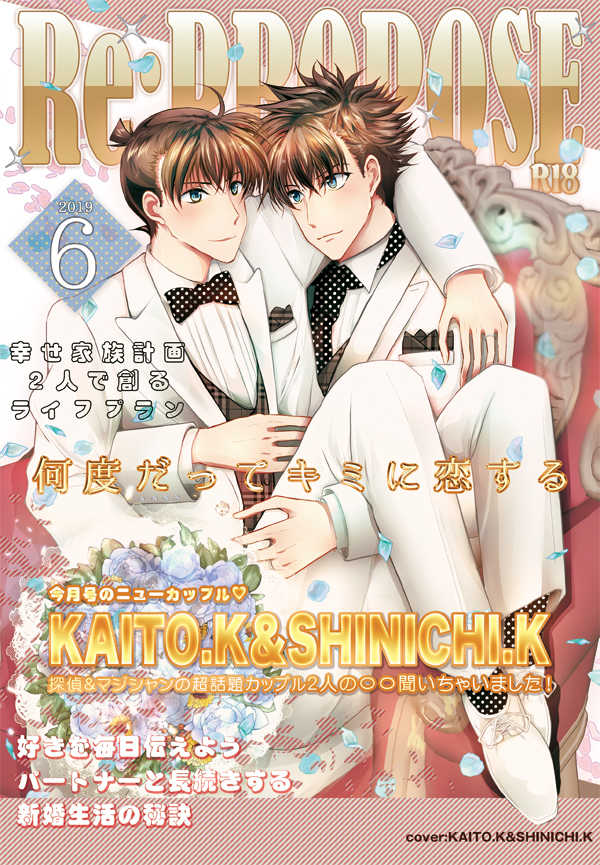 Re・PROPOSE
R18
2019
6
幸せ家族計画
2人で創る
ライフプラン
何度だってキミに恋する
今月号のニューカップル♡
KAITO.K&SHINICHI.K
探偵&マジシャンの超話題カップル2人の○○聞いちゃいました!
好きを毎日伝えよう
パートナーと長続きする
新婚生活の秘訣
cover:KAITO.K&SHINICHI.K